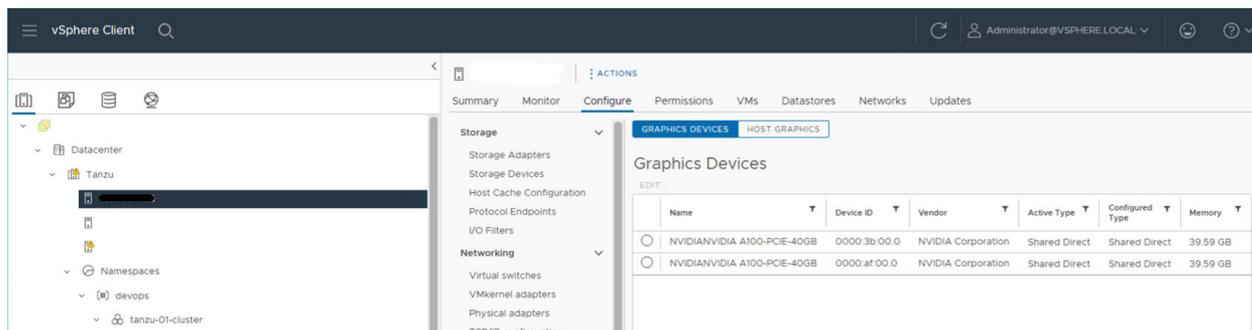 vSphere Client
Administrator@VSPHERE.LOCAL
ACTIONS
Summary Monitor Configure Permissions VMs Datastores Networks Updates
Datacenter
Tanzu
Namespaces
devops
tanzu-01-cluster
Storage
Storage Adapters
Storage Devices
Host Cache Configuration
Protocol Endpoints
I/O Filters
Networking
Virtual switches
VMkernel adapters
Physical adapters
GRAPHICS DEVICES HOST GRAPHICS
Graphics Devices
EDIT...
Name Device ID Vendor Active Type Configured Type Memory
NVIDIANVIDIA A100-PCIE-40GB 0000:3b:00.0 NVIDIA Corporation Shared Direct Shared Direct 39.59 GB
NVIDIANVIDIA A100-PCIE-40GB 0000:af:00.0 NVIDIA Corporation Shared Direct Shared Direct 39.59 GB